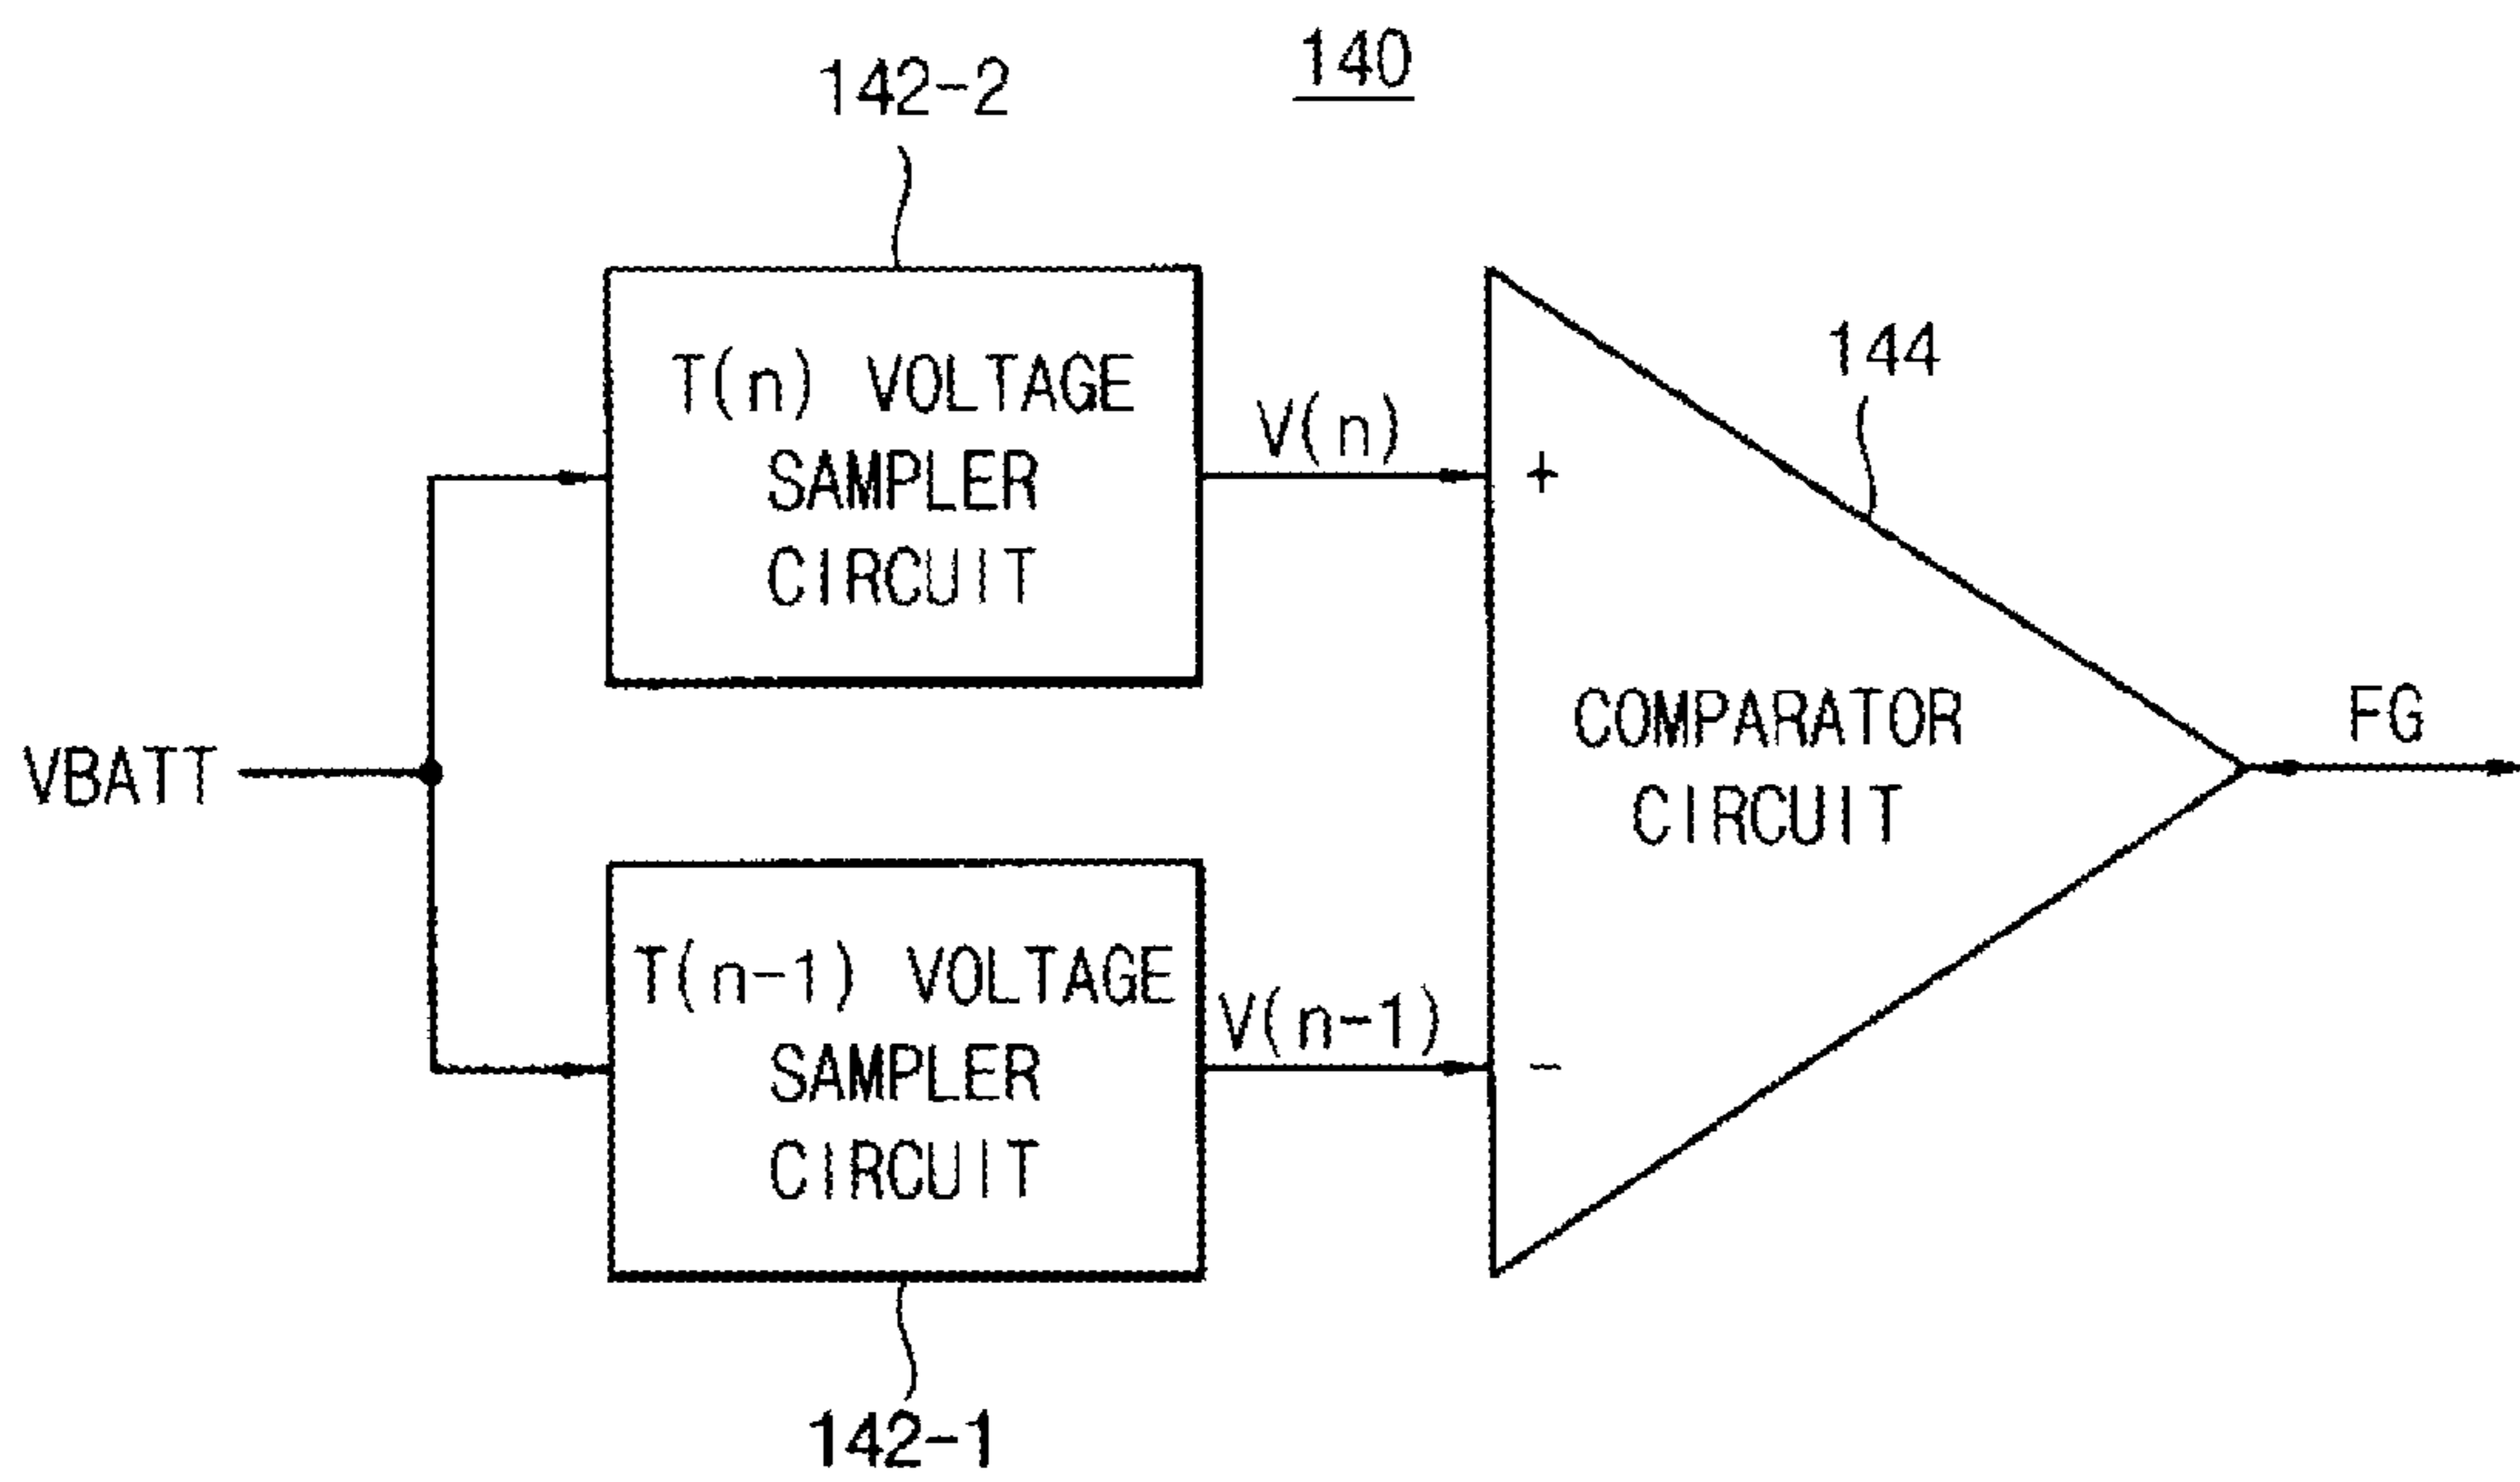 140
142-2
T(n) VOLTAGE
SAMPLER
CIRCUIT
V(n)
+
144
VBATT
COMPARATOR
CIRCUIT
FG
T(n-1) VOLTAGE
SAMPLER
CIRCUIT
V(n-1)
-
142-1